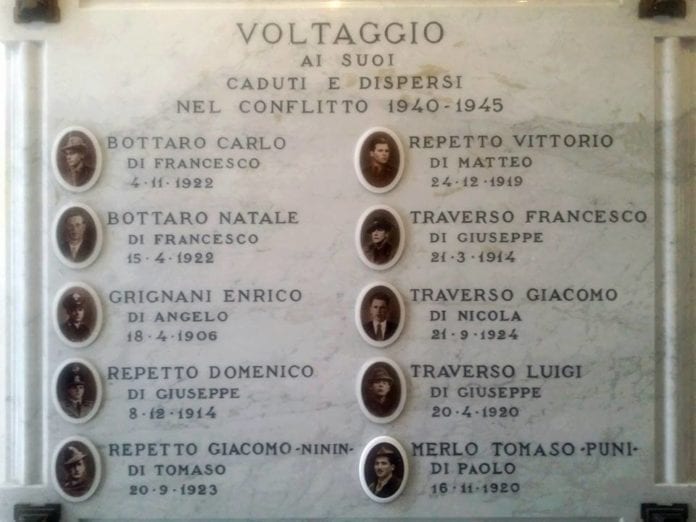 VOLTAGGIO
AI SUOI
CADUTI E DISPERSI
NEL CONFLITTO 1940-1945
BOTTARO CARLO
DI FRANCESCO
4·11·1922
BOTTARO NATALE
DI FRANCESCO
15·4·1922
GRIGNANI ENRICO
DI ANGELO
18·4·1906
REPETTO DOMENICO
DI GIUSEPPE
8·12·1914
REPETTO GIACOMO-NININ-
DI TOMASO
20·9·1923
REPETTO VITTORIO
DI MATTEO
24·12·1919
TRAVERSO FRANCESCO
DI GIUSEPPE
21·3·1914
TRAVERSO GIACOMO
DI NICOLA
21·9·1924
TRAVERSO LUIGI
DI GIUSEPPE
20·4·1920
MERLO TOMASO-PUNI-
DI PAOLO
16·11·1920